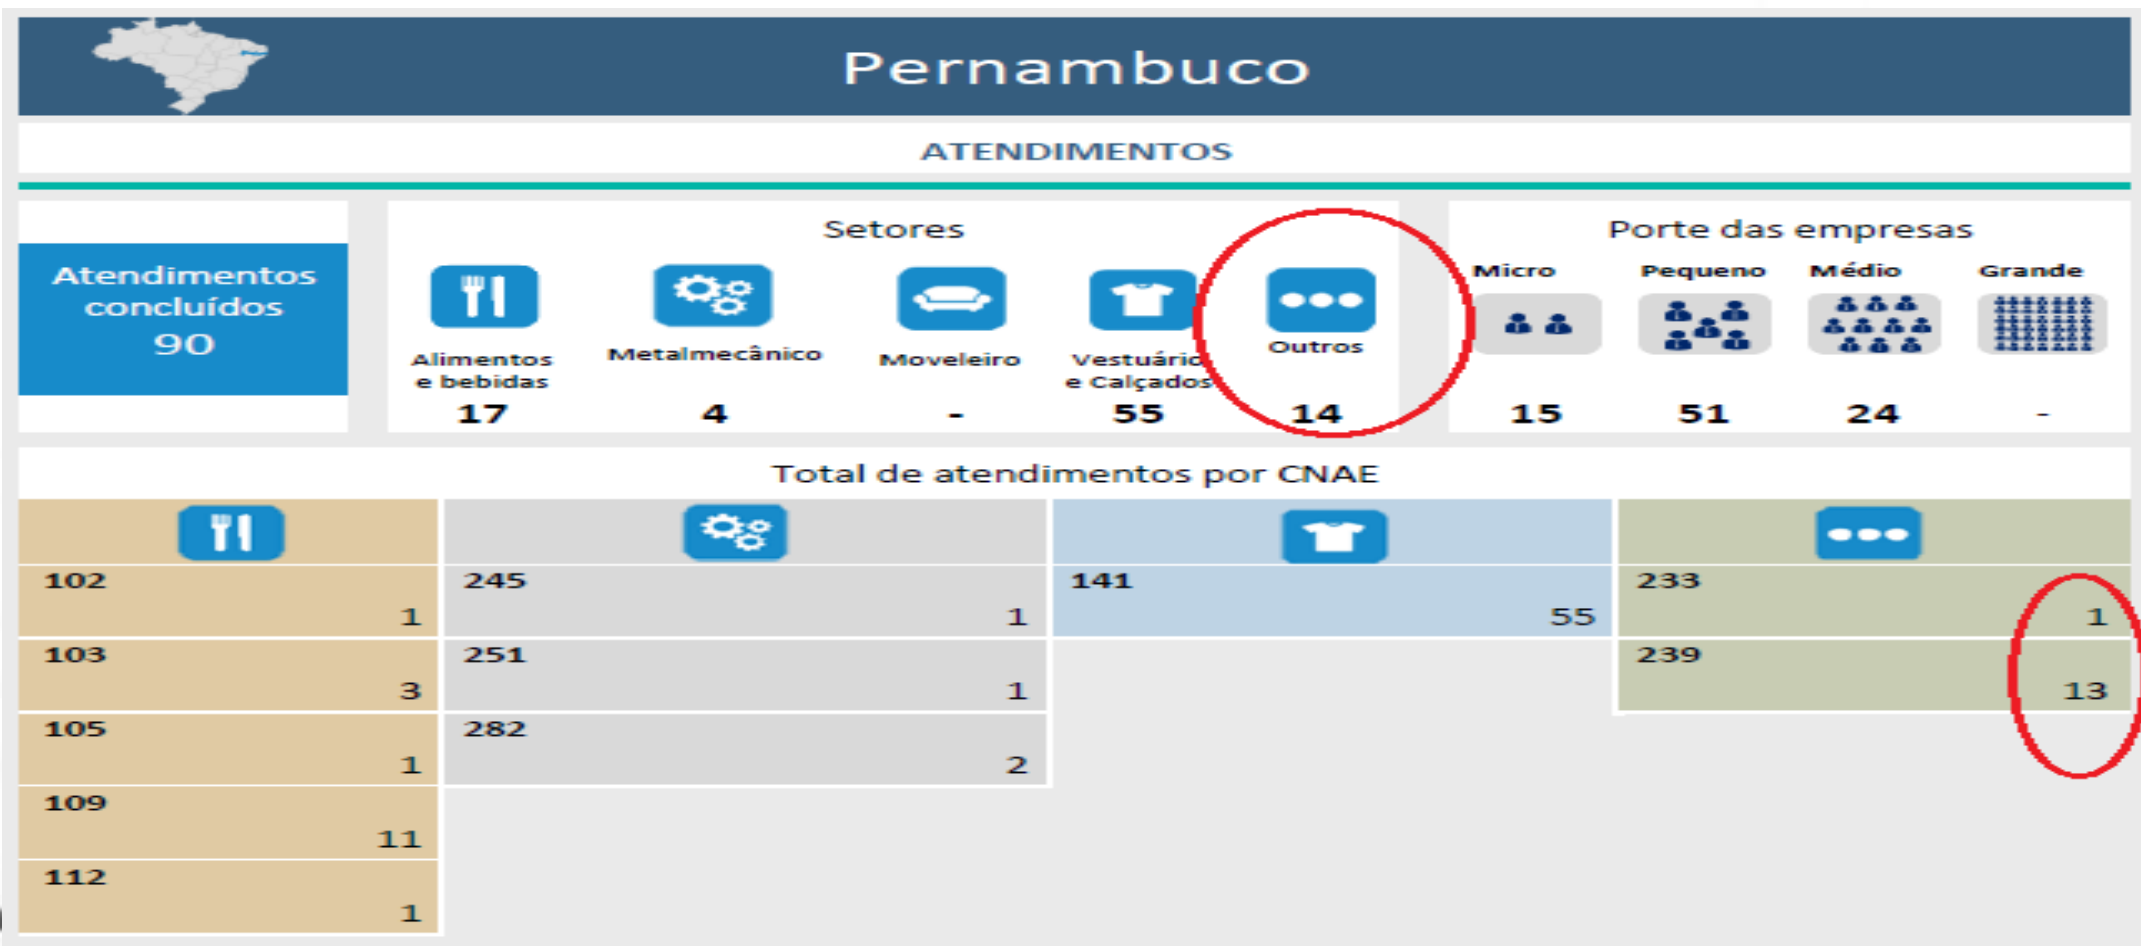 Pernambuco
ATENDIMENTOS
Atendimentos
concluídos
90
Setores
Alimentos
e bebidas
17
Metalmecânico
4
Moveleiro
-
Vestuário
e Calçados
55
Outros
14
Porte das empresas
Micro
15
Pequeno
51
Médio
24
Grande
-
Total de atendimentos por CNAE
102
1
103
3
105
1
109
11
112
1
245
1
251
1
282
2
141
55
233
1
239
13